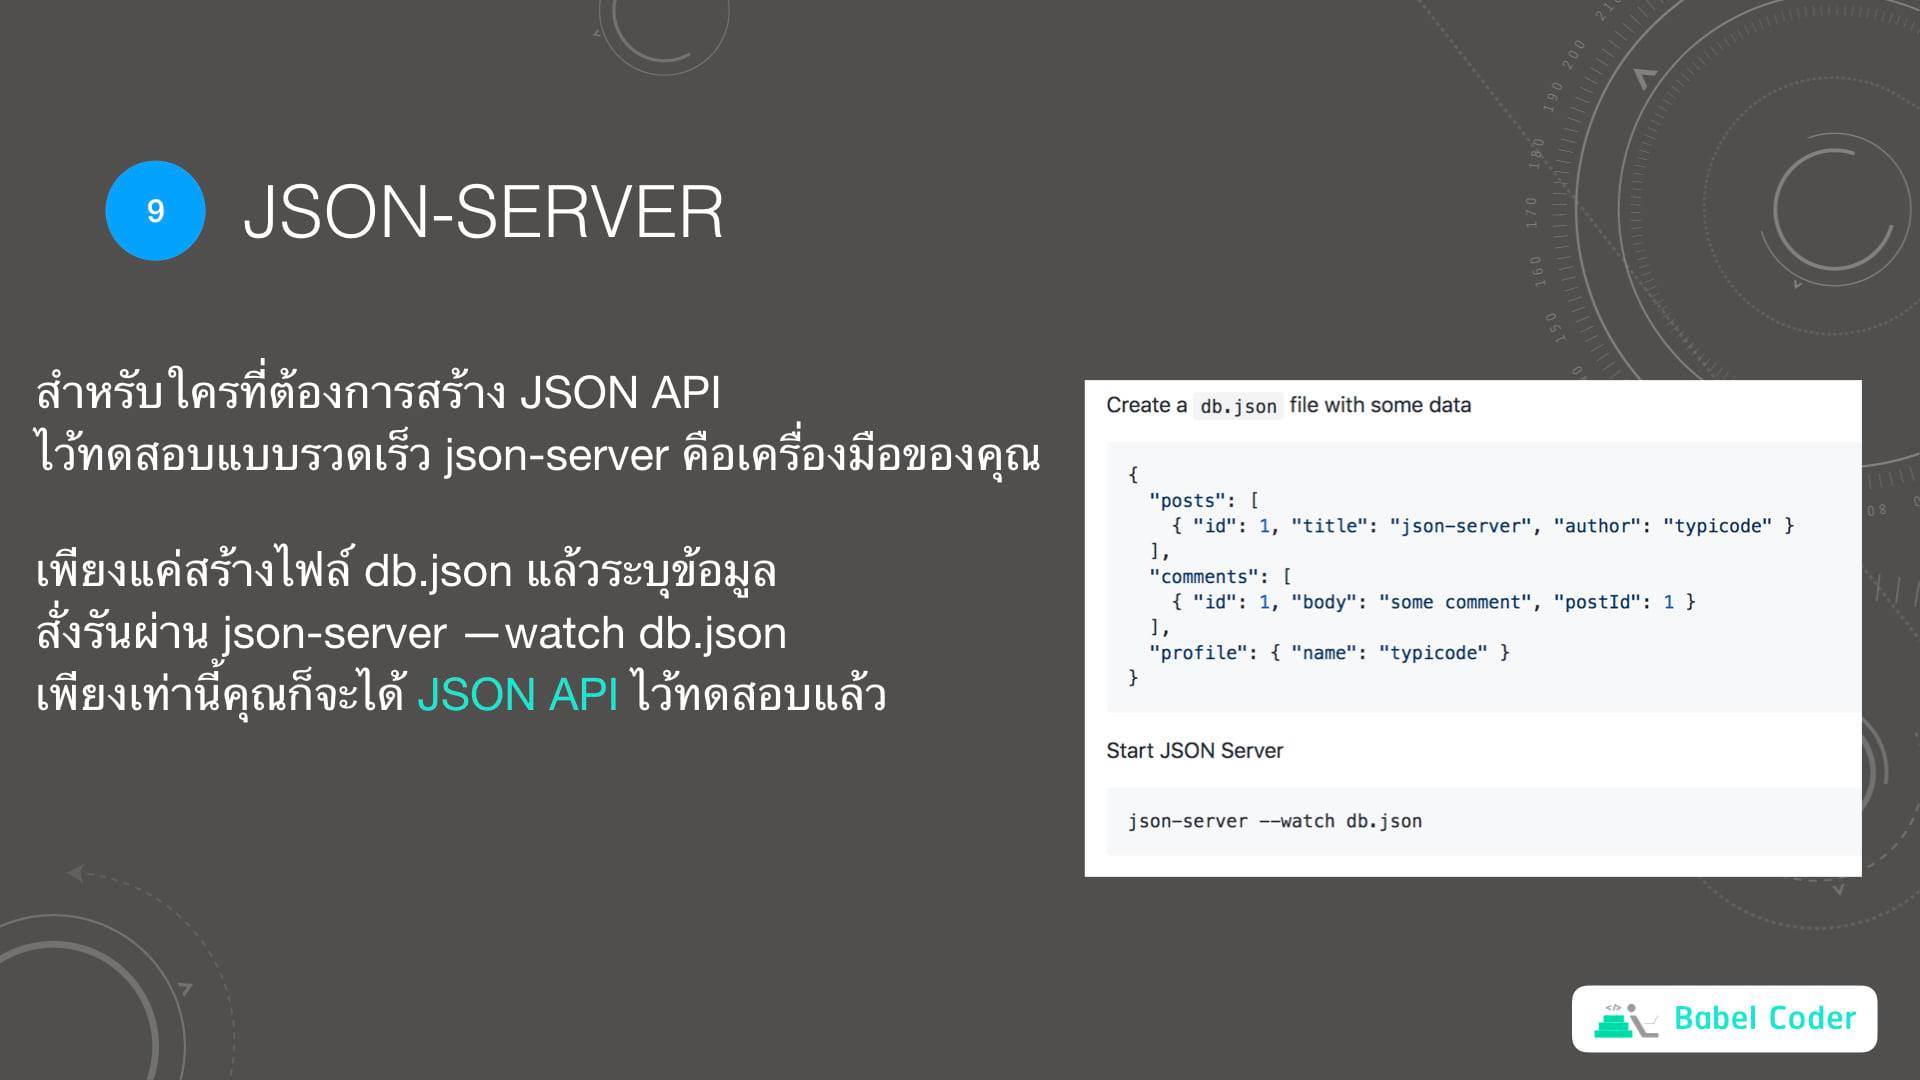 9
JSON-SERVER
สำหรับใครที่ต้องการสร้าง JSON API
ไว้ทดสอบแบบรวดเร็ว json-server คือเครื่องมือของคุณ
เพียงแค่สร้างไฟล์ db.json แล้วระบุข้อมูล
สั่งรันผ่าน json-server —watch db.json
เพียงเท่านี้คุณก็จะได้ JSON API ไว้ทดสอบแล้ว
Create a db.json file with some data
{
  "posts": [
    { "id": 1, "title": "json-server", "author": "typicode" }
  ],
  "comments": [
    { "id": 1, "body": "some comment", "postId": 1 }
  ],
  "profile": { "name": "typicode" }
}
Start JSON Server
json-server --watch db.json
200
190
180
170
160
150
80
</> Babel Coder